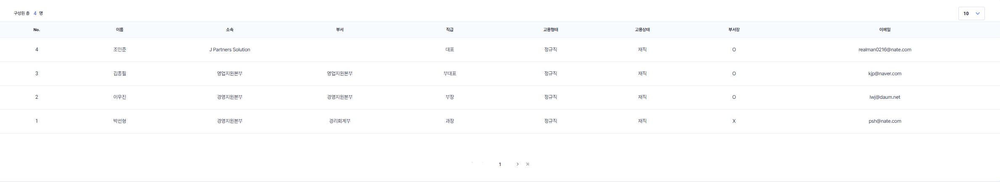 구성원 총 4 명
10
No. 이름 소속 부서 직급 고용형태 고용상태 부서장 이메일
4 조민준 J Partners Solution 대표 정규직 재직 O realman0216@nate.com
3 김종필 영업지원본부 영업지원본부 부대표 정규직 재직 O kjp@naver.com
2 이우진 경영지원본부 경영지원본부 부장 정규직 재직 O lwj@daum.net
1 박선형 경영지원본부 경리회계부 과장 정규직 재직 X psh@nate.com
1